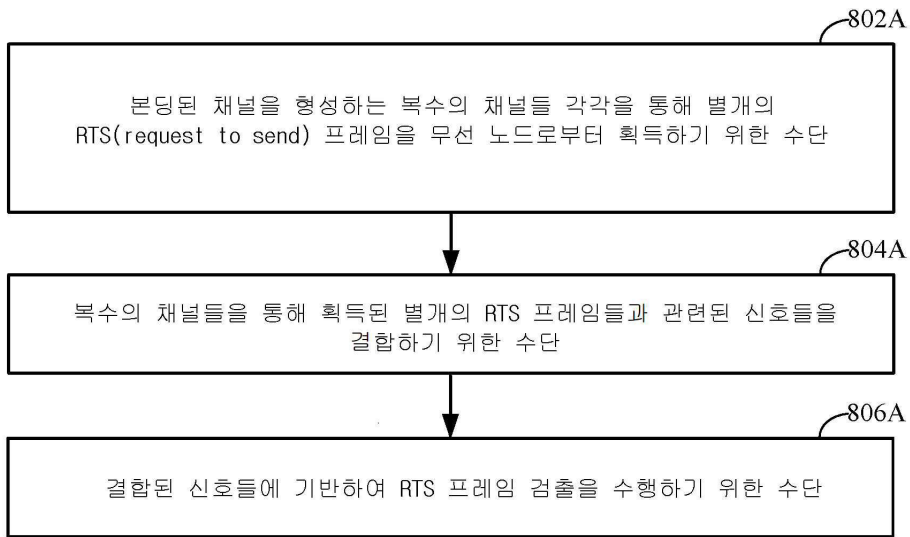 802A
본딩된 채널을 형성하는 복수의 채널들 각각을 통해 별개의
RTS(request to send) 프레임을 무선 노드로부터 획득하기 위한 수단
804A
복수의 채널들을 통해 획득된 별개의 RTS 프레임들과 관련된 신호들을
결합하기 위한 수단
806A
결합된 신호들에 기반하여 RTS 프레임 검출을 수행하기 위한 수단